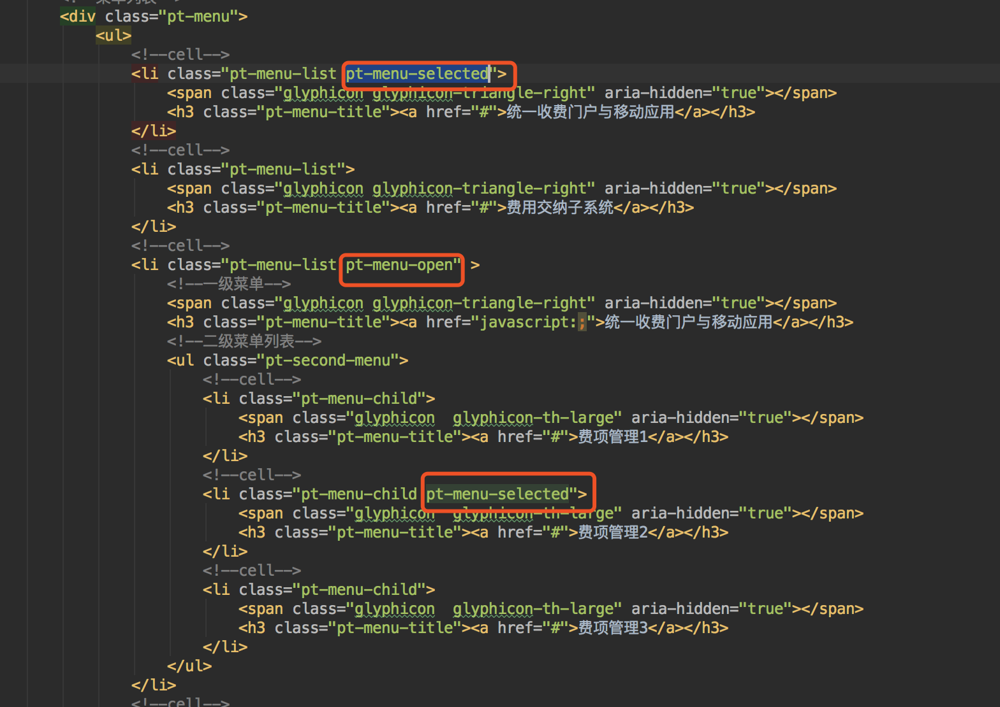 <div class="pt-menu">
<ul>
<!--cell-->
<li class="pt-menu-list pt-menu-selected">
<span class="glyphicon glyphicon-triangle-right" aria-hidden="true"></span>
<h3 class="pt-menu-title"><a href="#">统一收费门户与移动应用</a></h3>
</li>
<!--cell-->
<li class="pt-menu-list">
<span class="glyphicon glyphicon-triangle-right" aria-hidden="true"></span>
<h3 class="pt-menu-title"><a href="#">费用交纳子系统</a></h3>
</li>
<!--cell-->
<li class="pt-menu-list pt-menu-open" >
<!--一级菜单-->
<span class="glyphicon glyphicon-triangle-right" aria-hidden="true"></span>
<h3 class="pt-menu-title"><a href="javascript:;">统一收费门户与移动应用</a></h3>
<!--二级菜单列表-->
<ul class="pt-second-menu">
<!--cell-->
<li class="pt-menu-child">
<span class="glyphicon  glyphicon-th-large" aria-hidden="true"></span>
<h3 class="pt-menu-title"><a href="#">费项管理1</a></h3>
</li>
<!--cell-->
<li class="pt-menu-child pt-menu-selected">
<span class="glyphicon  glyphicon-th-large" aria-hidden="true"></span>
<h3 class="pt-menu-title"><a href="#">费项管理2</a></h3>
</li>
<!--cell-->
<li class="pt-menu-child">
<span class="glyphicon  glyphicon-th-large" aria-hidden="true"></span>
<h3 class="pt-menu-title"><a href="#">费项管理3</a></h3>
</li>
</ul>
</li>
<!--cell-->